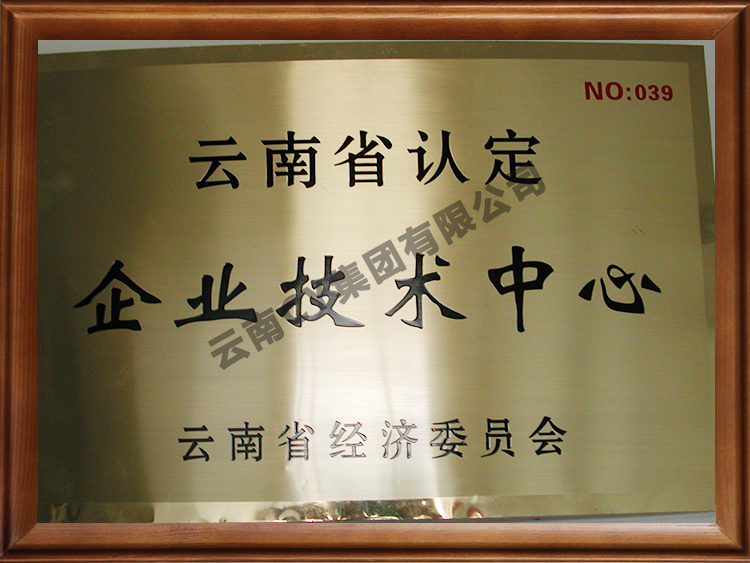 NO:039
云南省认定
企业技术中心
云南省经济委员会
云南 集团有限公司